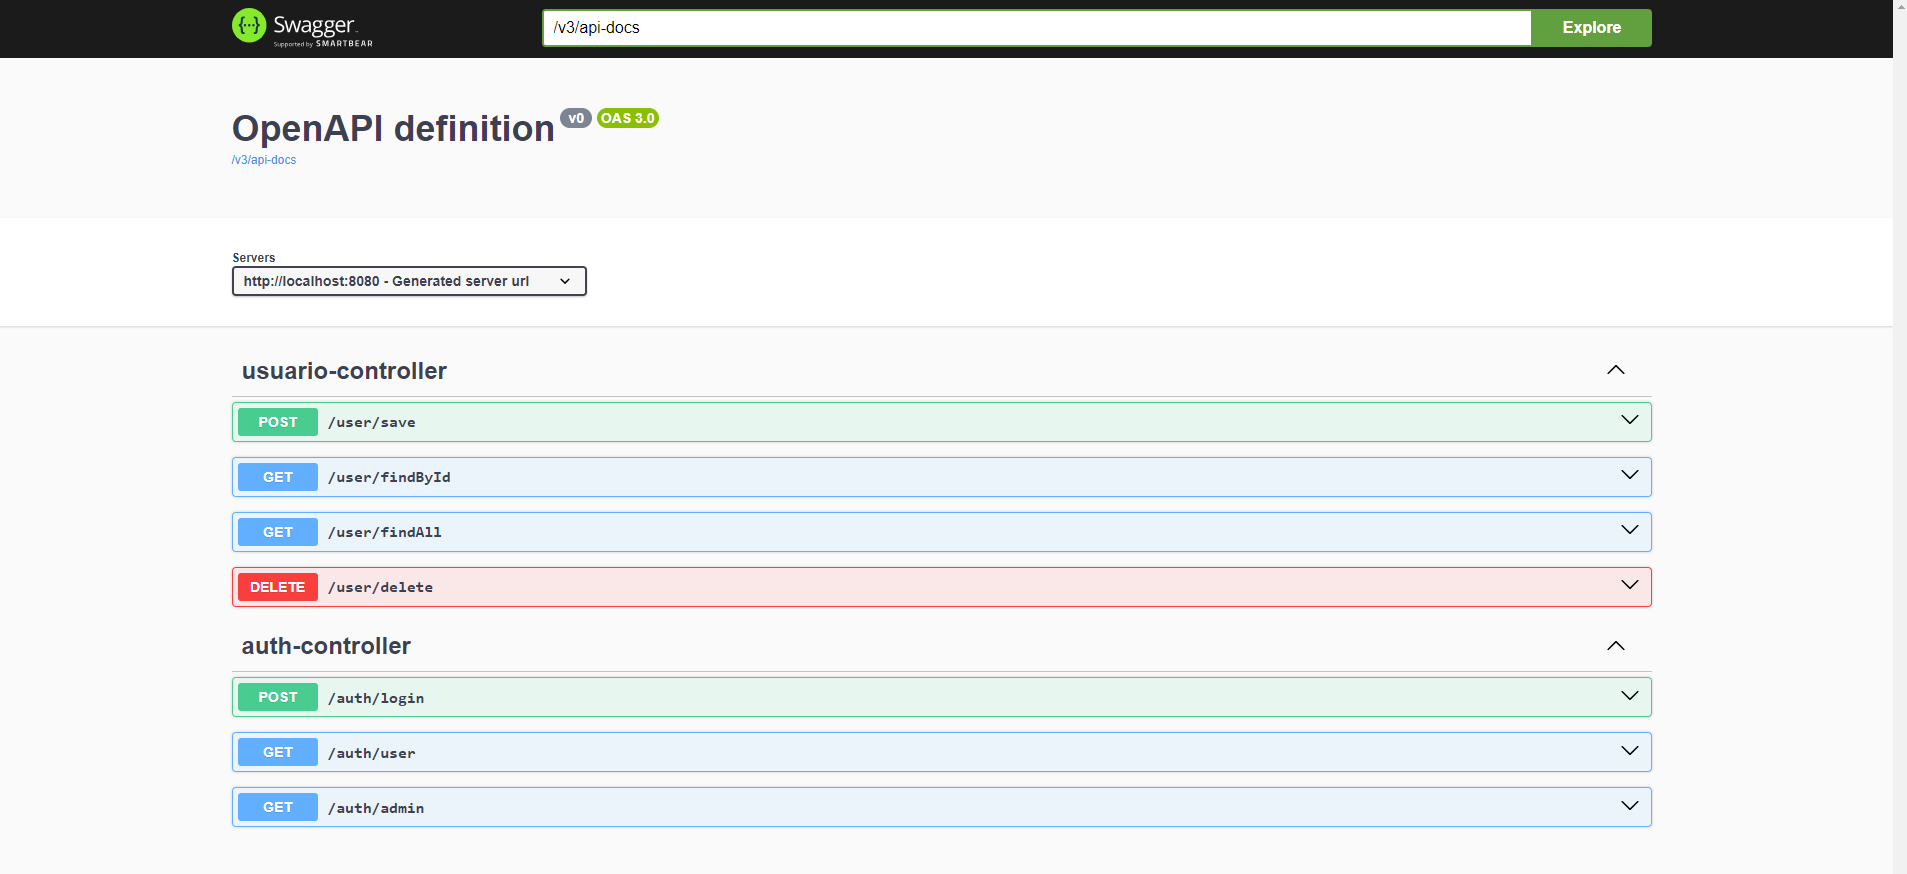 Swagger
Supported by SMARTBEAR
/v3/api-docs
Explore
OpenAPI definition v0 OAS 3.0
/v3/api-docs
Servers
http://localhost:8080 - Generated server url
usuario-controller
POST /user/save
GET /user/findById
GET /user/findAll
DELETE /user/delete
auth-controller
POST /auth/login
GET /auth/user
GET /auth/admin